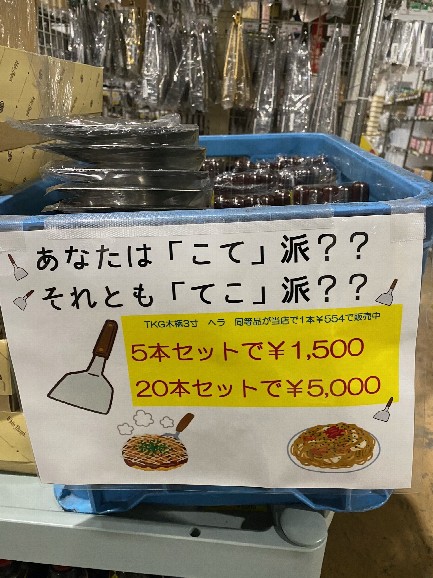 あなたは「こて」派？？
それとも「てこ」派？？
TKG木柄3寸　ヘラ　同等品が当店で1本￥554で販売中
5本セットで￥1,500
20本セットで￥5,000